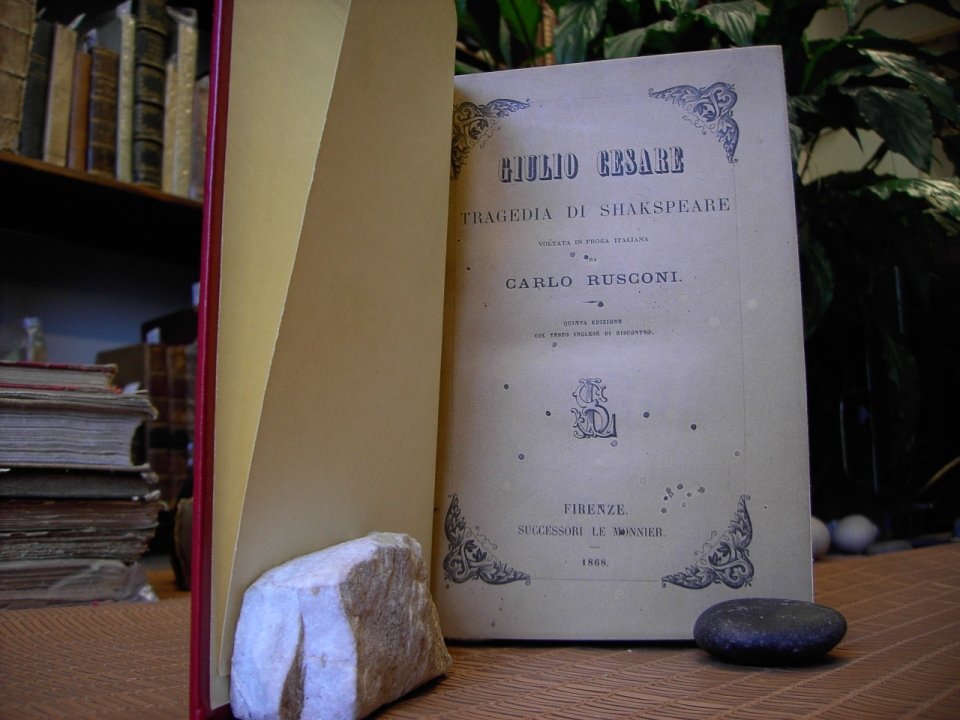 GIULIO CESARE
TRAGEDIA DI SHAKSPEARE
VOLTATA IN PROSA ITALIANA
DA
CARLO RUSCONI.
QUINTA EDIZIONE
COL TESTO INGLESE DI RISCONTRO.
FIRENZE.
SUCCESSORI LE MONNIER.
1868.